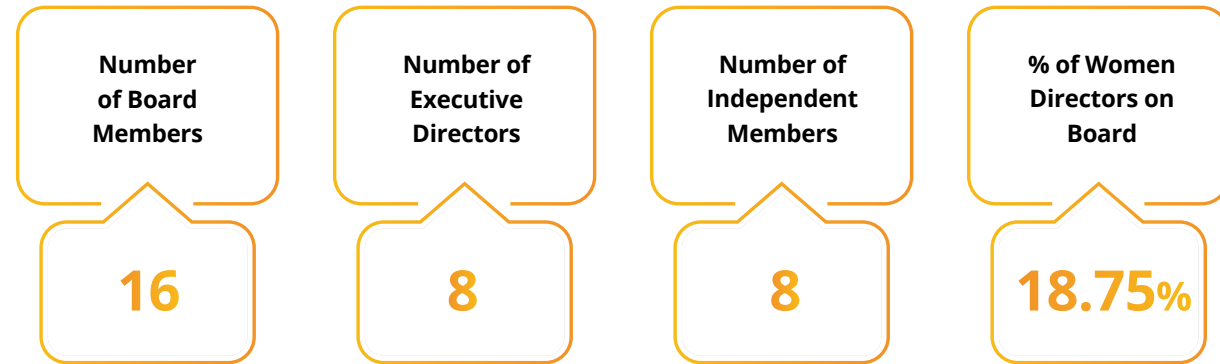 Number
of Board
Members
16
Number of
Executive
Directors
8
Number of
Independent
Members
8
% of Women
Directors on
Board
18.75%